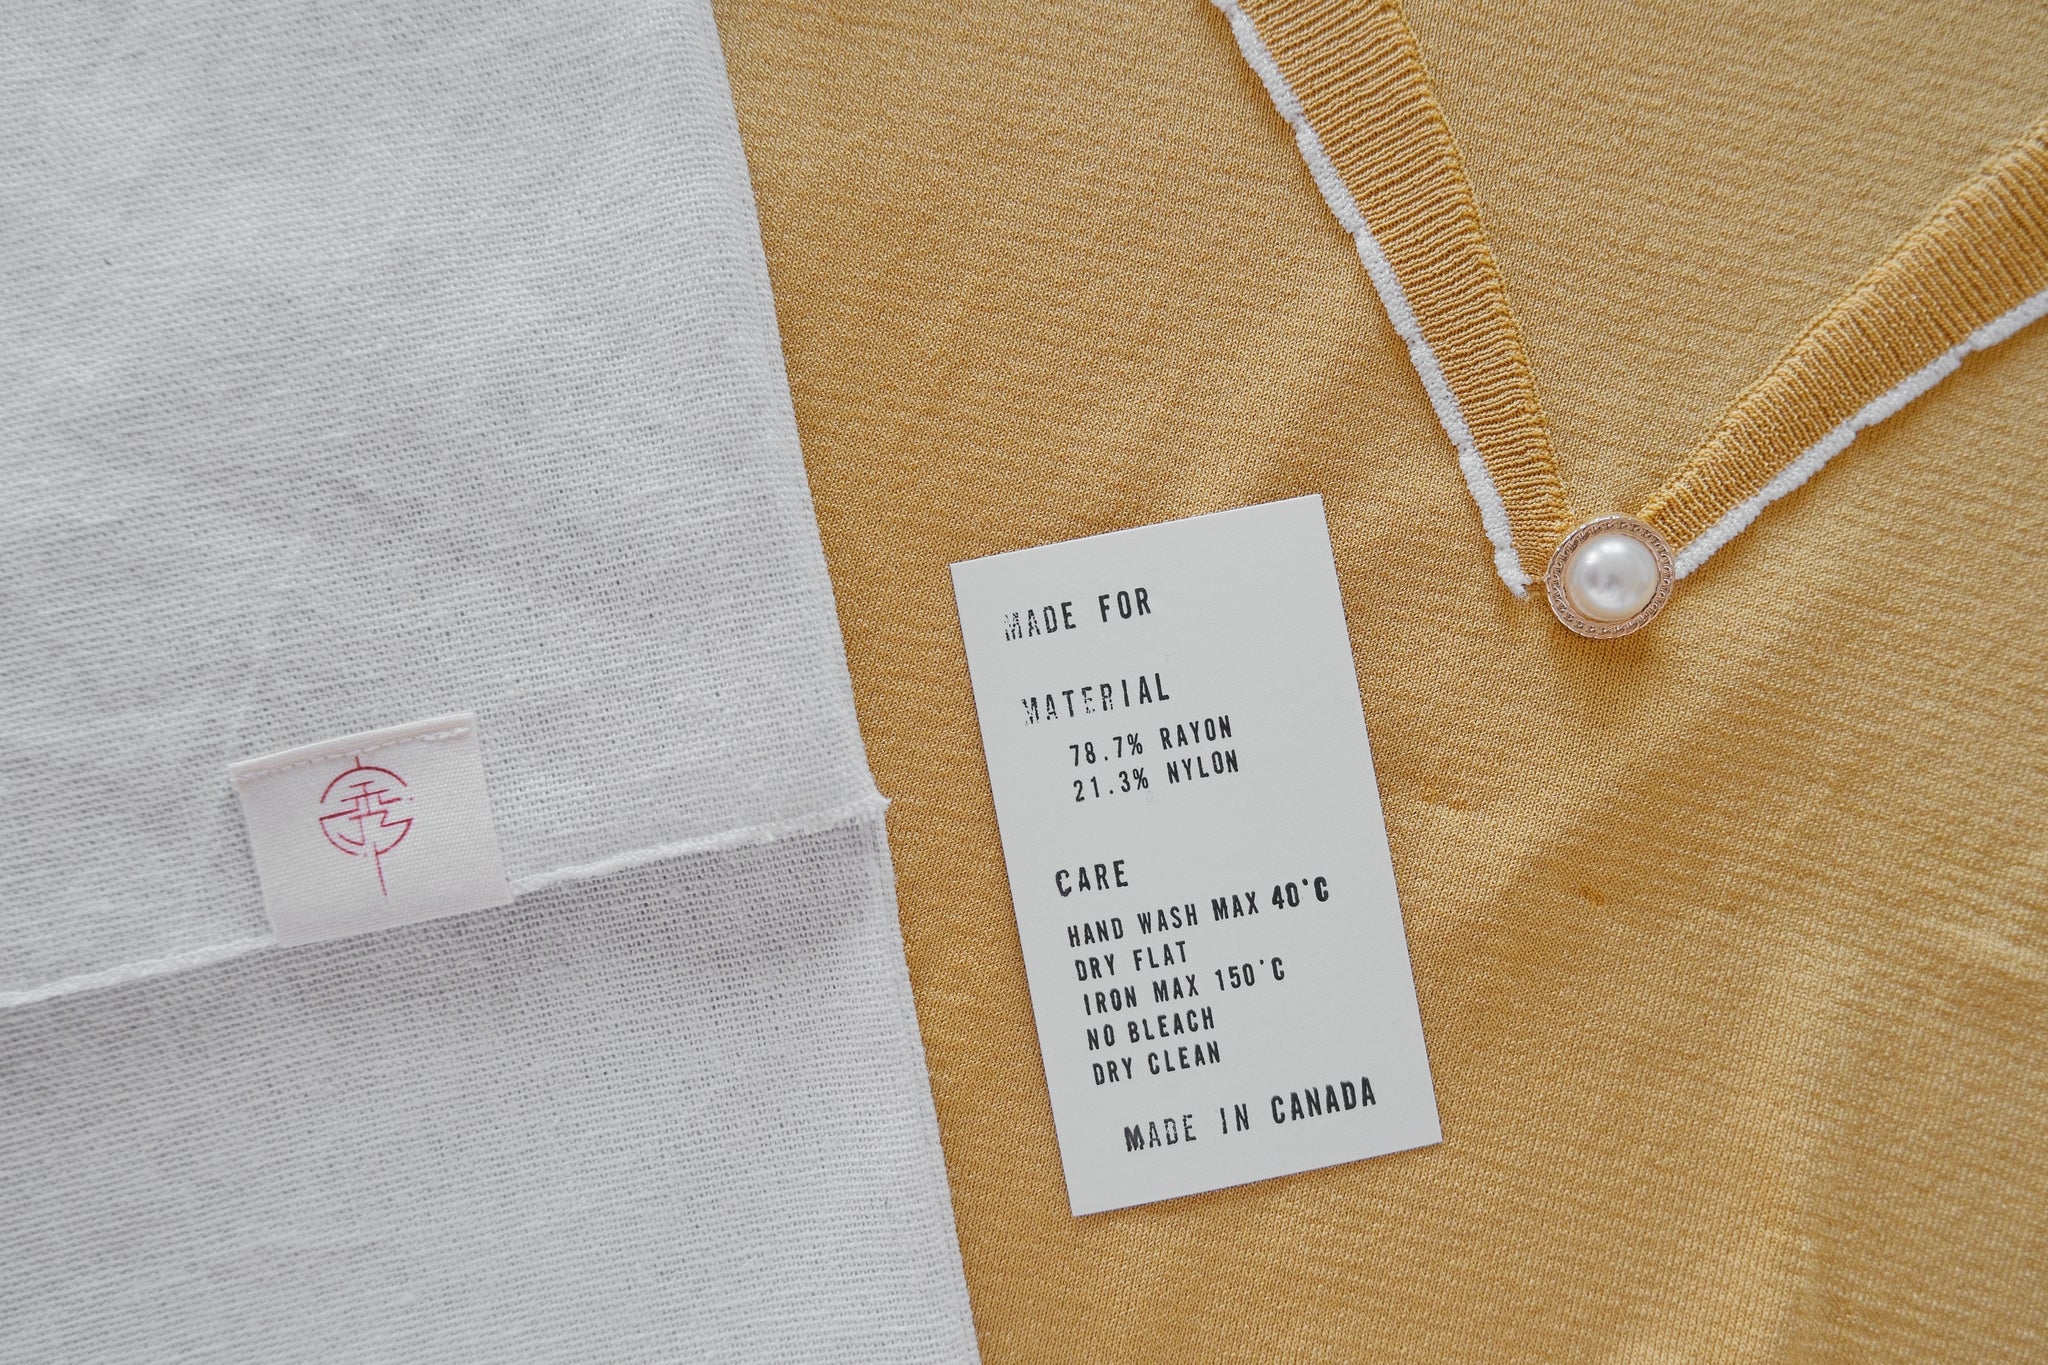 MADE FOR
MATERIAL
78.7% RAYON
21.3% NYLON
CARE
HAND WASH MAX 40°C
DRY FLAT
IRON MAX 150°C
NO BLEACH
DRY CLEAN
MADE IN CANADA